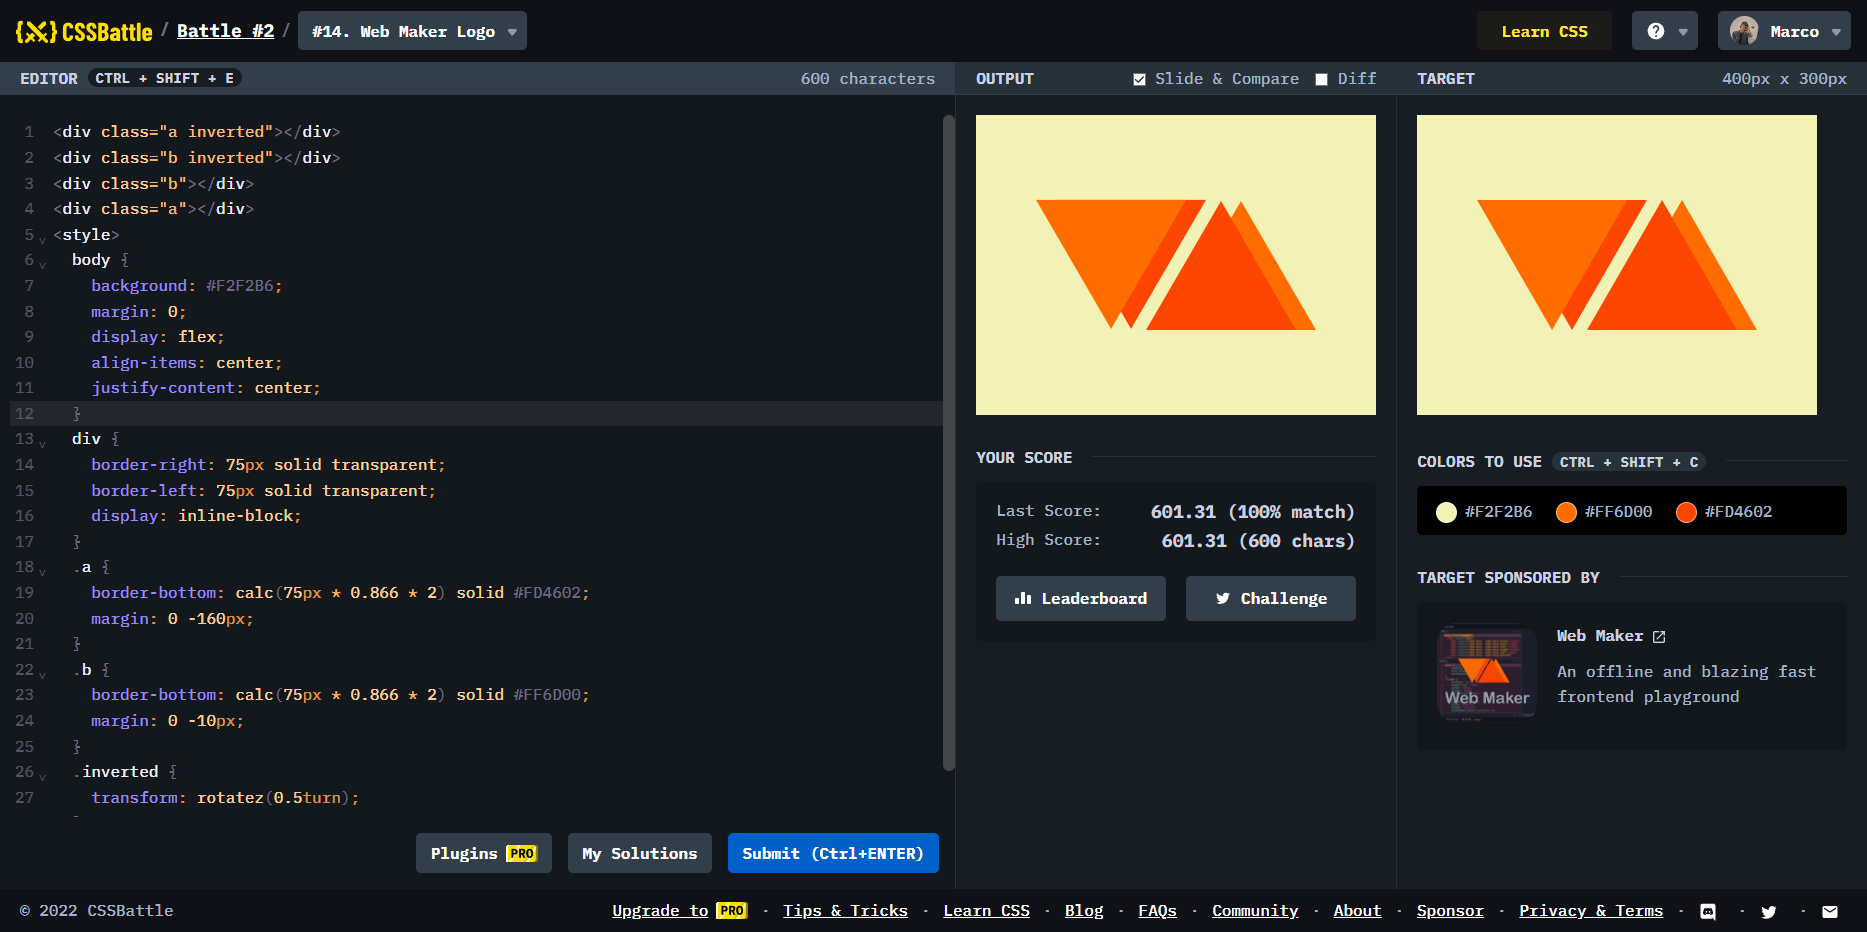 CSSBattle / Battle #2 / #14. Web Maker Logo
Learn CSS
Marco
EDITOR CTRL + SHIFT + E 600 characters
OUTPUT Slide & Compare Diff
TARGET 400px x 300px
1 <div class="a inverted"></div>
2 <div class="b inverted"></div>
3 <div class="b"></div>
4 <div class="a"></div>
5 <style>
6 body {
7 background: #F2F2B6;
8 margin: 0;
9 display: flex;
10 align-items: center;
11 justify-content: center;
12 }
13 div {
14 border-right: 75px solid transparent;
15 border-left: 75px solid transparent;
16 display: inline-block;
17 }
18 .a {
19 border-bottom: calc(75px * 0.866 * 2) solid #FD4602;
20 margin: 0 -160px;
21 }
22 .b {
23 border-bottom: calc(75px * 0.866 * 2) solid #FF6D00;
24 margin: 0 -10px;
25 }
26 .inverted {
27 transform: rotatez(0.5turn);
Plugins PRO
My Solutions
Submit (Ctrl+ENTER)
YOUR SCORE
Last Score: 601.31 (100% match)
High Score: 601.31 (600 chars)
Leaderboard
Challenge
COLORS TO USE CTRL + SHIFT + C
#F2F2B6 #FF6D00 #FD4602
TARGET SPONSORED BY
Web Maker
Web Maker
An offline and blazing fast
frontend playground
© 2022 CSSBattle
Upgrade to PRO · Tips & Tricks · Learn CSS · Blog · FAQs · Community · About · Sponsor · Privacy & Terms · · ·